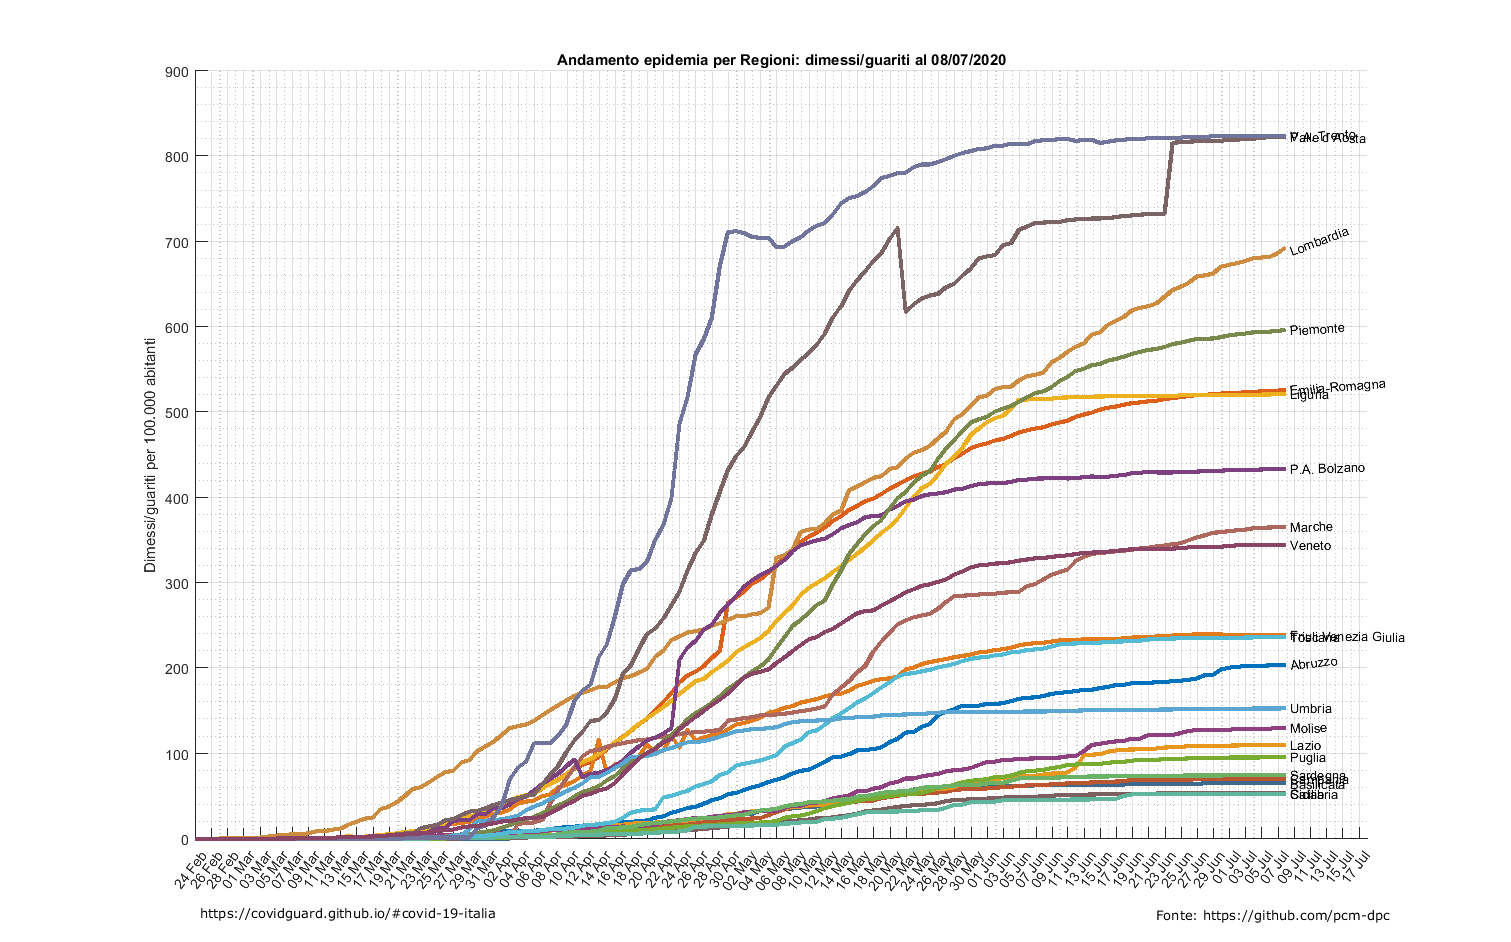 Andamento epidemia per Regioni: dimessi/guariti al 08/07/2020
Dimessi/guariti per 100.000 abitanti
900
800
700
600
500
400
300
200
100
0
P.A. Trento
Valle d'Aosta
Lombardia
Piemonte
Emilia-Romagna
Liguria
P.A. Bolzano
Marche
Veneto
Friuli Venezia Giulia
Toscana
Abruzzo
Umbria
Molise
Lazio
Puglia
Sardegna
Campania
Basilicata
Sicilia
Calabria
24 Feb
26 Feb
28 Feb
01 Mar
03 Mar
05 Mar
07 Mar
09 Mar
11 Mar
13 Mar
15 Mar
17 Mar
19 Mar
21 Mar
23 Mar
25 Mar
27 Mar
29 Mar
31 Mar
02 Apr
04 Apr
06 Apr
08 Apr
10 Apr
12 Apr
14 Apr
16 Apr
18 Apr
20 Apr
22 Apr
24 Apr
26 Apr
28 Apr
30 Apr
02 May
04 May
06 May
08 May
10 May
12 May
14 May
16 May
18 May
20 May
22 May
24 May
26 May
28 May
30 May
01 Jun
03 Jun
05 Jun
07 Jun
09 Jun
11 Jun
13 Jun
15 Jun
17 Jun
19 Jun
21 Jun
23 Jun
25 Jun
27 Jun
29 Jun
01 Jul
03 Jul
05 Jul
07 Jul
09 Jul
11 Jul
13 Jul
15 Jul
17 Jul
https://covidguard.github.io/#covid-19-italia
Fonte: https://github.com/pcm-dpc